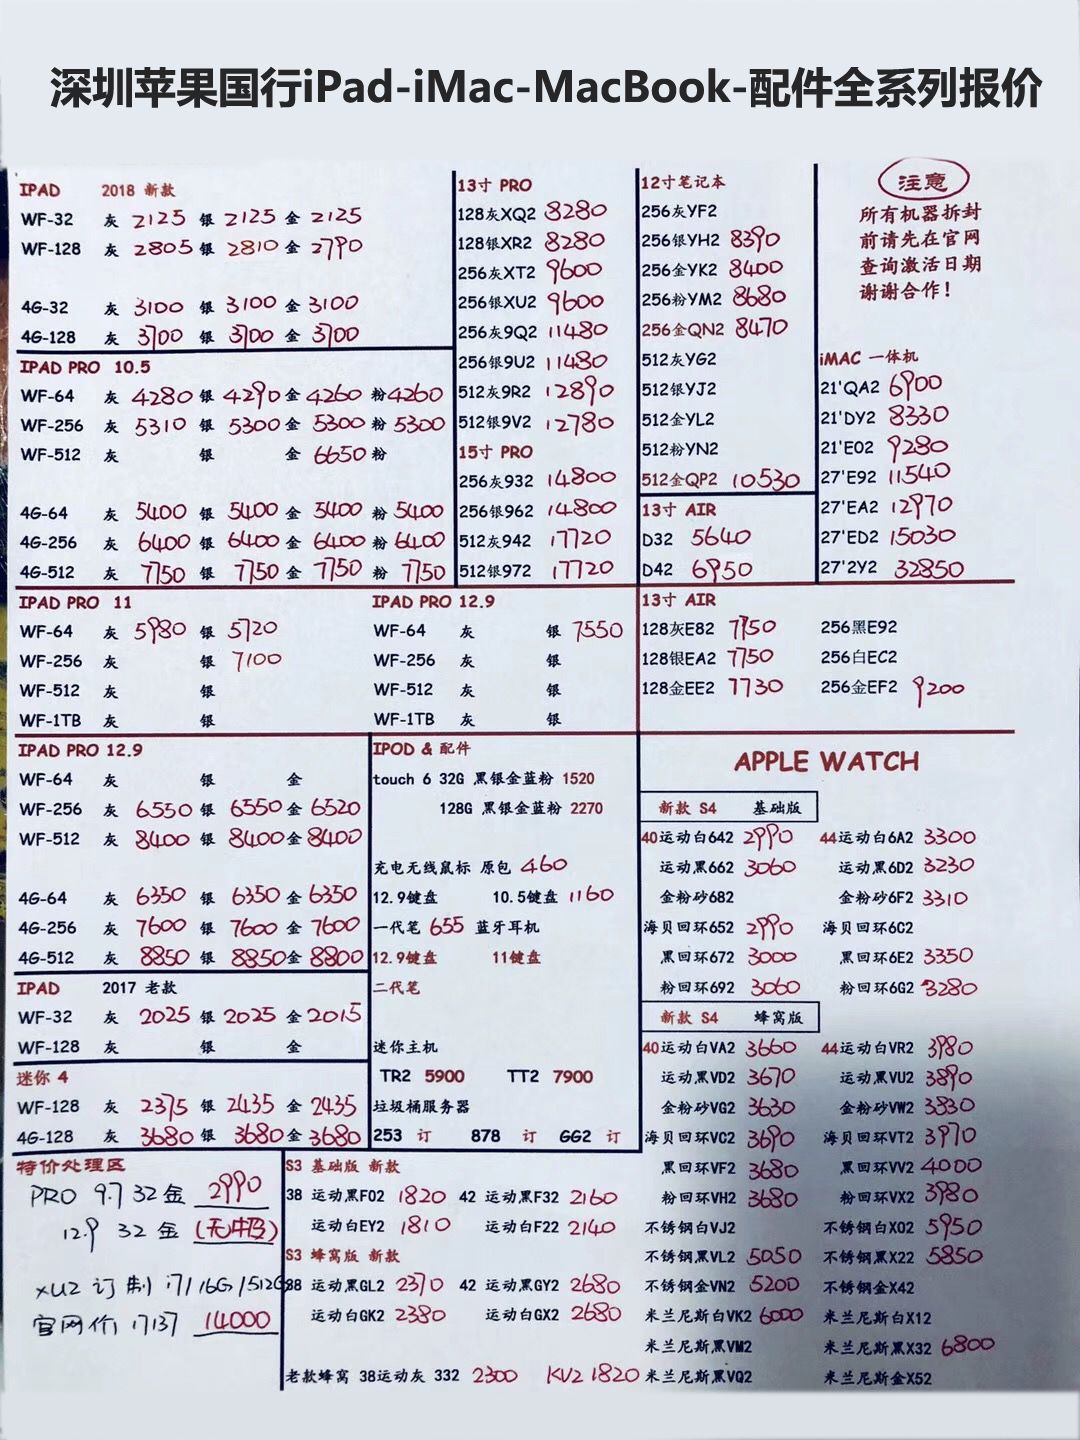 深圳苹果国行iPad-iMac-MacBook-配件全系列报价
IPAD 2018 新款
WF-32 灰 2125 银 2125 金 2125
WF-128 灰 2805 银 2810 金 2790
4G-32 灰 3100 银 3100 金 3100
4G-128 灰 3700 银 3700 金 3700
IPAD PRO 10.5
WF-64 灰 4280 银 4290 金 4260 粉 4260
WF-256 灰 5310 银 5300 金 5300 粉 5300
WF-512 灰 银 金 6650 粉
4G-64 灰 5400 银 5400 金 5400 粉 5400
4G-256 灰 6400 银 6400 金 6400 粉 6400
4G-512 灰 7750 银 7750 金 7750 粉 7750
13寸 PRO
128灰XQ2 8280
128银XR2 8280
256灰XT2 9600
256银XU2 9600
256灰9Q2 11480
256银9U2 11480
512灰9R2 12890
512银9V2 12780
15寸 PRO
256灰932 14800
256银962 14800
512灰942 17720
512银972 17720
12寸笔记本
256灰YF2
256银YH2 8390
256金YK2 8400
256粉YM2 8680
256金QN2 8470
512灰YG2
512银YJ2
512金YL2
512粉YN2
512金QP2 10530
13寸 AIR
D32 5640
D42 6950
注意
所有机器拆封
前请先在官网
查询激活日期
谢谢合作!
iMAC 一体机
21'QA2 6900
21'DY2 8330
21'E02 9280
27'E92 11540
27'EA2 12970
27'ED2 15030
27'2Y2 32850
IPAD PRO 11
WF-64 灰 5980 银 5720
WF-256 灰 银 7100
WF-512 灰 银
WF-1TB 灰 银
IPAD PRO 12.9
WF-64 灰 银 7550
WF-256 灰 银
WF-512 灰 银
WF-1TB 灰 银
13寸 AIR
128灰E82 7750 256黑E92
128银EA2 7750 256白EC2
128金EE2 7730 256金EF2 9200
IPAD PRO 12.9
WF-64 灰 银 金
WF-256 灰 6550 银 6550 金 6520
WF-512 灰 8400 银 8400 金 8400
4G-64 灰 6350 银 6350 金 6350
4G-256 灰 7600 银 7600 金 7600
4G-512 灰 8850 银 8850 金 8800
IPAD 2017 老款
WF-32 灰 2025 银 2025 金 2015
WF-128 灰 银 金
迷你 4
WF-128 灰 2375 银 2435 金 2435
4G-128 灰 3680 银 3680 金 3680
IPOD & 配件
touch 6 32G 黑银金蓝粉 1520
128G 黑银金蓝粉 2270
充电无线鼠标 原包 460
12.9键盘 10.5键盘 1160
一代笔 655 蓝牙耳机
12.9键盘 11键盘
二代笔
迷你主机
TR2 5900 TT2 7900
垃圾桶服务器
253 订 878 订 GG2 订
APPLE WATCH
新款 S4 基础版
40运动白642 2990 44运动白6A2 3300
运动黑662 3060 运动黑6D2 3230
金粉砂682 金粉砂6F2 3310
海贝回环652 2990 海贝回环6C2
黑回环672 3000 黑回环6E2 3350
粉回环692 3060 粉回环6G2 3280
新款 S4 蜂窝版
40运动白VA2 3660 44运动白VR2 3980
运动黑VD2 3670 运动黑VU2 3890
金粉砂VG2 3630 金粉砂VW2 3830
海贝回环VC2 3690 海贝回环VT2 3970
黑回环VF2 3680 黑回环VV2 4000
粉回环VH2 3680 粉回环VX2 3980
不锈钢白VJ2 不锈钢白X02 5950
不锈钢黑VL2 5050 不锈钢黑X22 5850
不锈钢金VN2 5200 不锈钢金X42
米兰尼斯白VK2 6000 米兰尼斯白X12
米兰尼斯黑VM2 米兰尼斯黑X32 6800
米兰尼斯黑VQ2 米兰尼斯金X52
特价处理区
PRO 9.7 32 金 2990
12.9 32 金
XU2 订制 i7/16G/512G
官网价 17137 14000
S3 基础版 新款
38 运动黑F02 1820 42 运动黑F32 2160
运动白EY2 1810 运动白F22 2140
S3 蜂窝版 新款
38 运动黑GL2 2370 42 运动黑GY2 2680
运动白GK2 2380 运动白GX2 2680
老款蜂窝 38运动灰 332 2300 KV2 1820